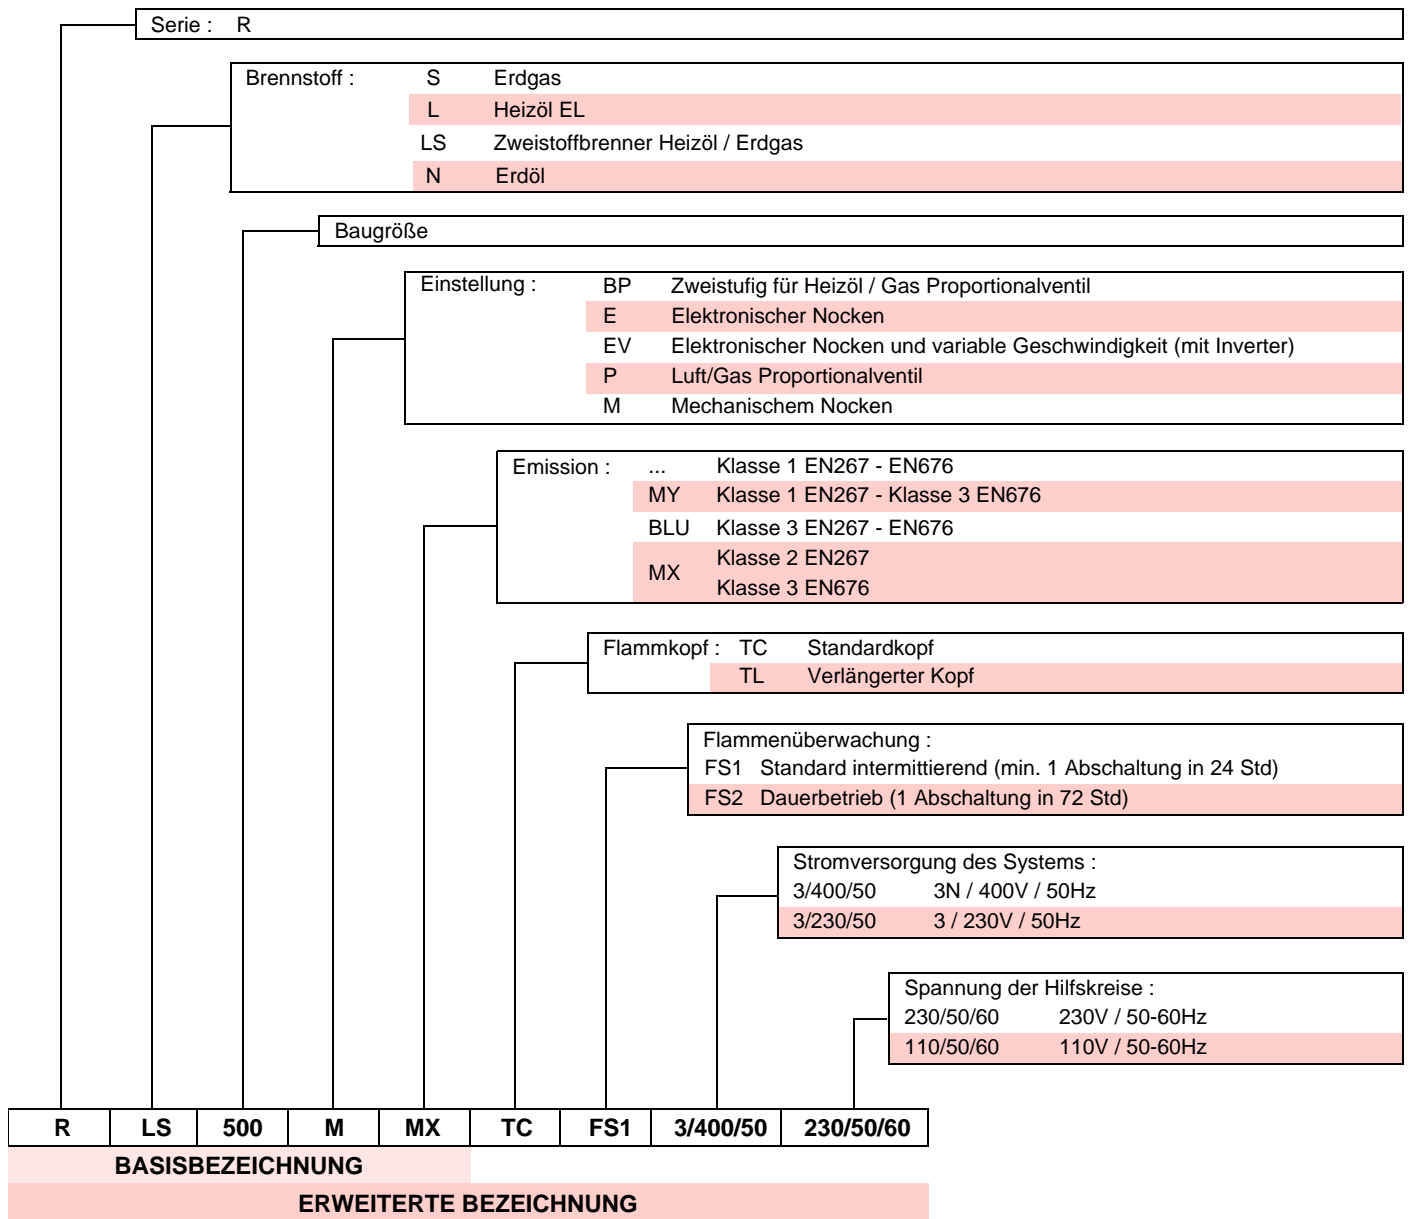 Serie : R
Brennstoff : S Erdgas
L Heizöl EL
LS Zweistoffbrenner Heizöl / Erdgas
N Erdöl
Baugröße
Einstellung : BP Zweistufig für Heizöl / Gas Proportionalventil
E Elektronischer Nocken
EV Elektronischer Nocken und variable Geschwindigkeit (mit Inverter)
P Luft/Gas Proportionalventil
M Mechanischem Nocken
Emission : ... Klasse 1 EN267 - EN676
MY Klasse 1 EN267 - Klasse 3 EN676
BLU Klasse 3 EN267 - EN676
MX Klasse 2 EN267
Klasse 3 EN676
Flammkopf : TC Standardkopf
TL Verlängerter Kopf
Flammenüberwachung :
FS1 Standard intermittierend (min. 1 Abschaltung in 24 Std)
FS2 Dauerbetrieb (1 Abschaltung in 72 Std)
Stromversorgung des Systems :
3/400/50 3N / 400V / 50Hz
3/230/50 3 / 230V / 50Hz
Spannung der Hilfskreise :
230/50/60 230V / 50-60Hz
110/50/60 110V / 50-60Hz
R LS 500 M MX TC FS1 3/400/50 230/50/60
BASISBEZEICHNUNG
ERWEITERTE BEZEICHNUNG